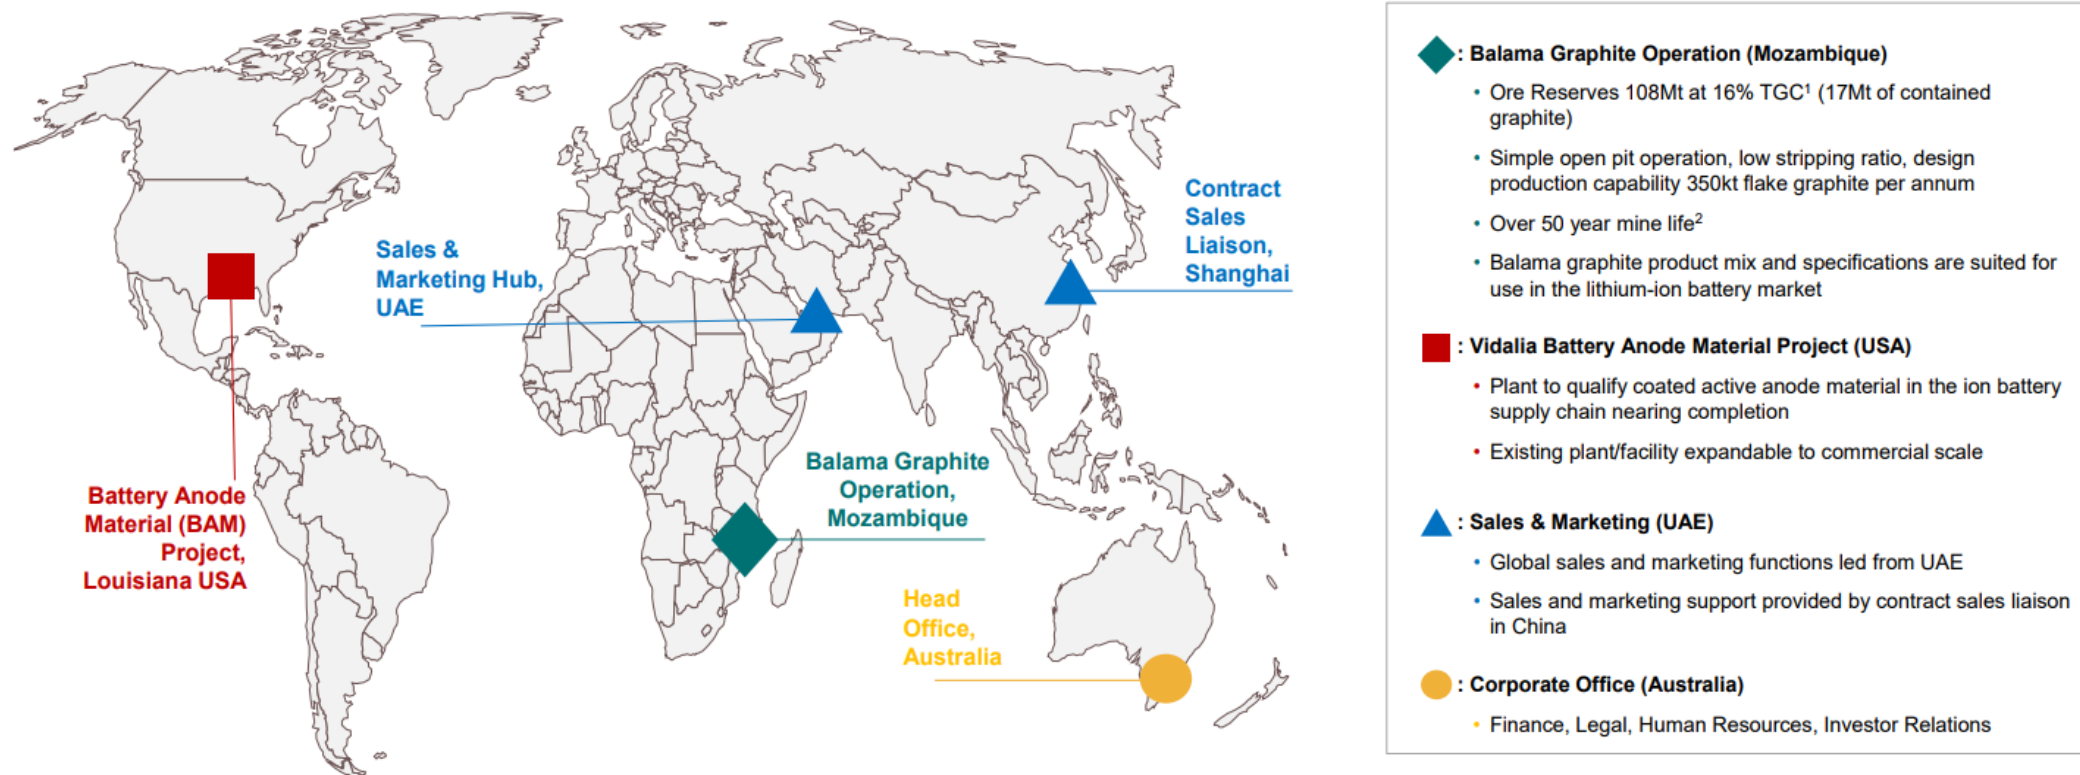 Contract
Sales
Liaison,
Shanghai
Sales &
Marketing Hub,
UAE
Balama Graphite
Operation,
Mozambique
Battery Anode
Material (BAM)
Project,
Louisiana USA
Head
Office,
Australia
: Balama Graphite Operation (Mozambique)
• Ore Reserves 108Mt at 16% TGC¹ (17Mt of contained
graphite)
• Simple open pit operation, low stripping ratio, design
production capability 350kt flake graphite per annum
• Over 50 year mine life²
• Balama graphite product mix and specifications are suited for
use in the lithium-ion battery market
: Vidalia Battery Anode Material Project (USA)
• Plant to qualify coated active anode material in the ion battery
supply chain nearing completion
• Existing plant/facility expandable to commercial scale
: Sales & Marketing (UAE)
• Global sales and marketing functions led from UAE
• Sales and marketing support provided by contract sales liaison
in China
: Corporate Office (Australia)
• Finance, Legal, Human Resources, Investor Relations